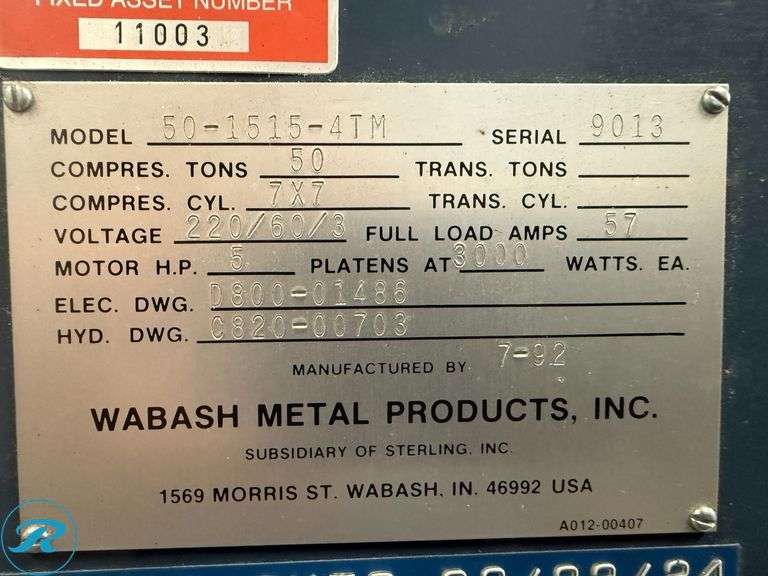 FIXED ASSET NUMBER
11003
MODEL 50-1515-4TM SERIAL 9013
COMPRES. TONS 50 TRANS. TONS
COMPRES. CYL. 7X7 TRANS. CYL.
VOLTAGE 220/60/3 FULL LOAD AMPS 57
MOTOR H.P. 5 PLATENS AT 3000 WATTS. EA.
ELEC. DWG. D800-01486
HYD. DWG. C820-00703
MANUFACTURED BY 7-92
WABASH METAL PRODUCTS, INC.
SUBSIDIARY OF STERLING, INC.
1569 MORRIS ST. WABASH, IN. 46992 USA
A012-00407
R